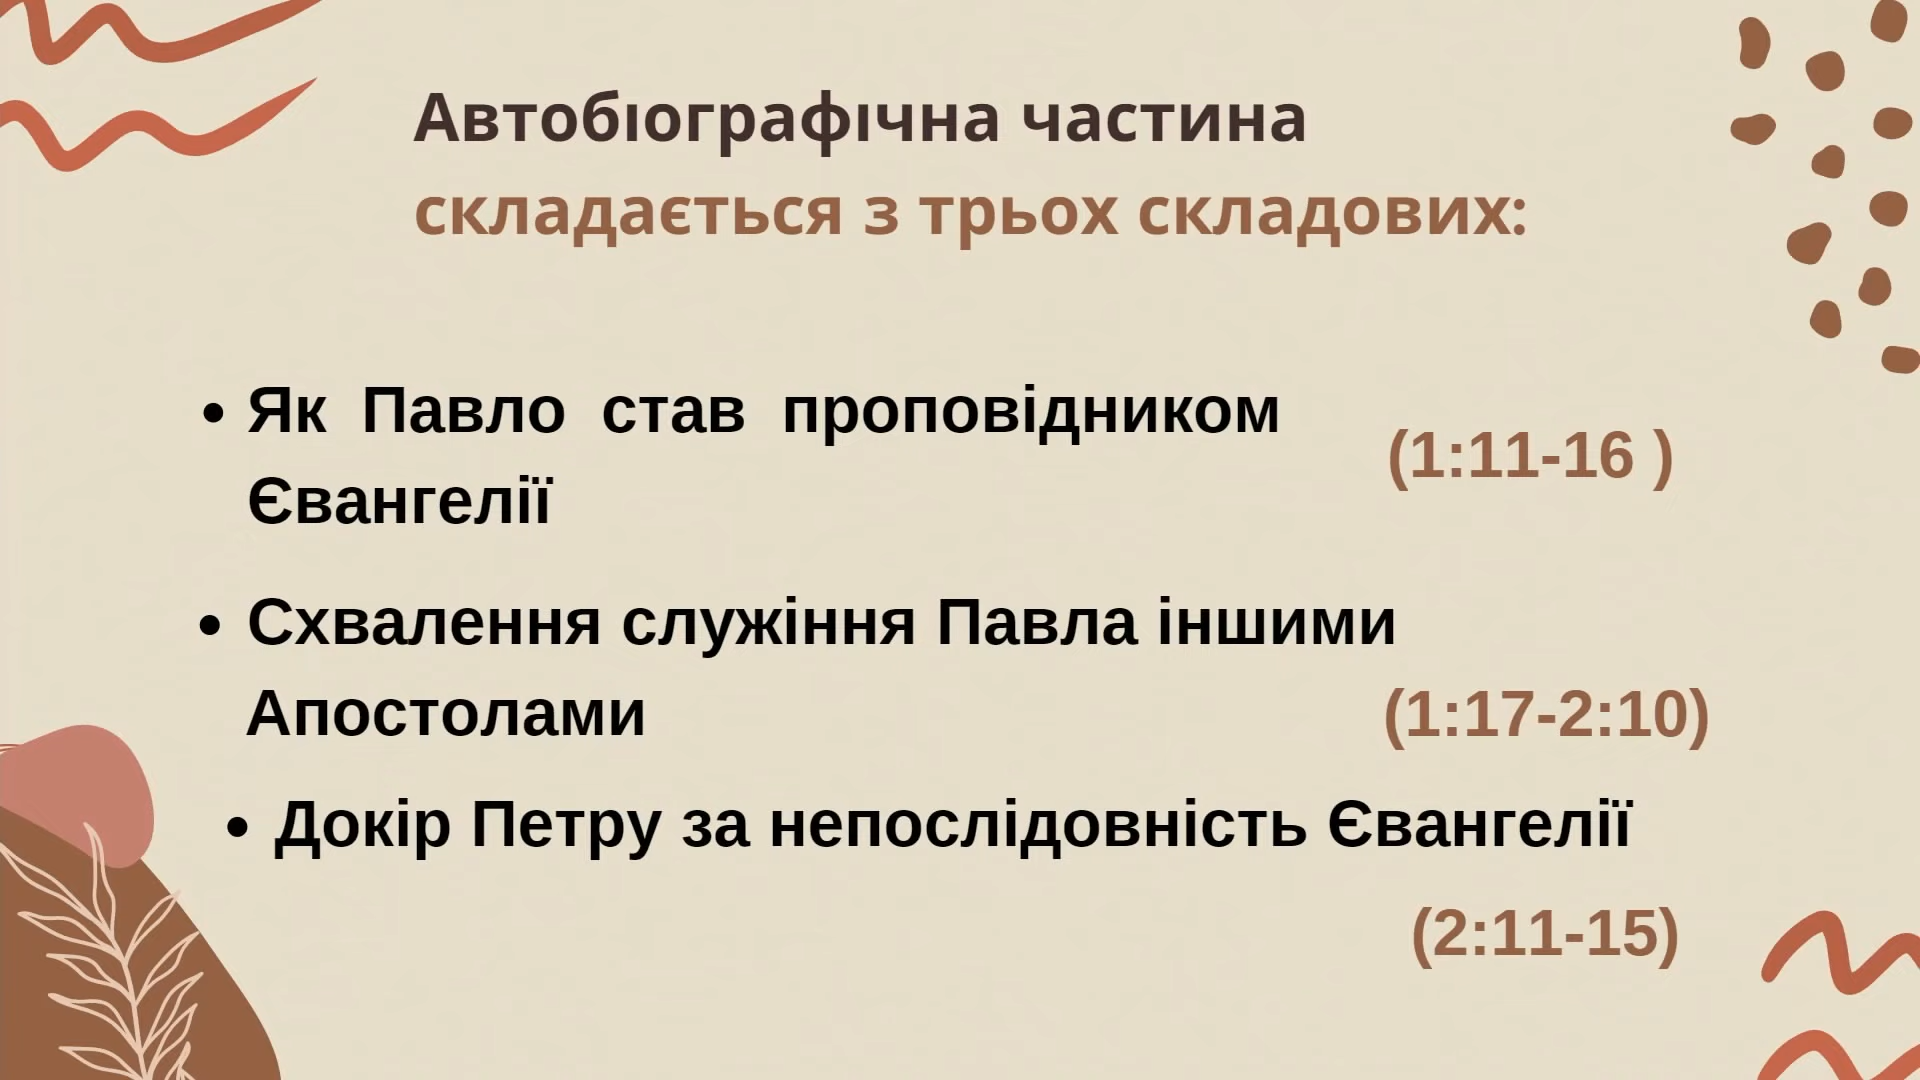 Автобіографічна частина
складається з трьох складових:
• Як Павло став проповідником
Євангелії
(1:11-16 )
• Схвалення служіння Павла іншими
Апостолами
(1:17-2:10)
• Докір Петру за непослідовність Євангелії
(2:11-15)